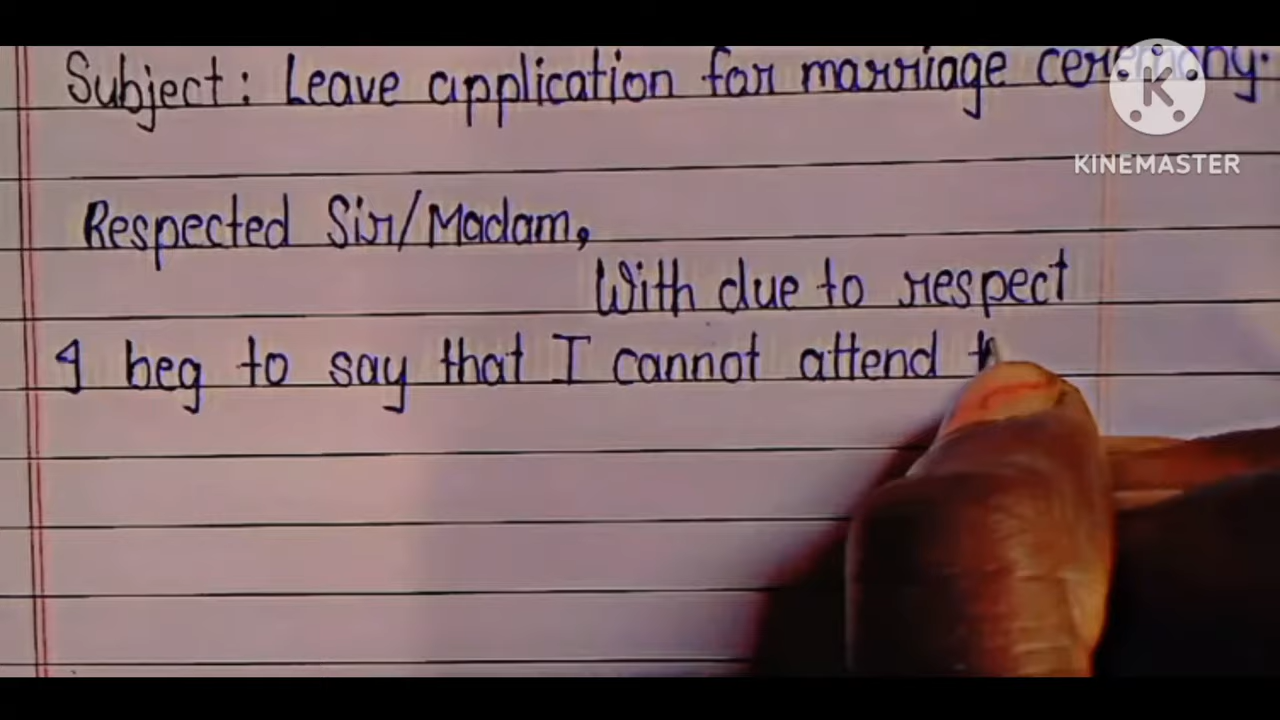 Subject: Leave application for marriage ceremony.
K
KINEMASTER
Respected Sir/Madam,
With due to respect
I beg to say that I cannot attend